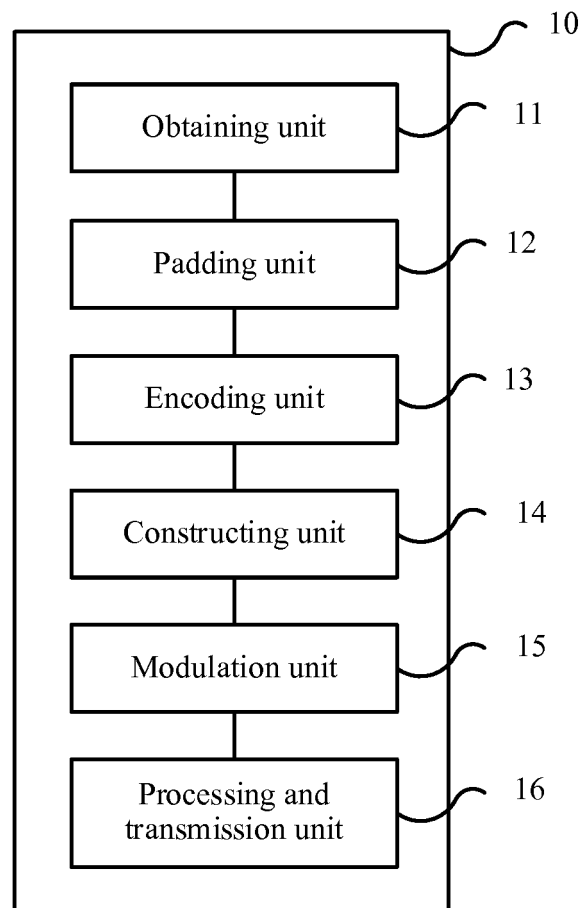 10
Obtaining unit
11
Padding unit
12
Encoding unit
13
Constructing unit
14
Modulation unit
15
Processing and
transmission unit
16